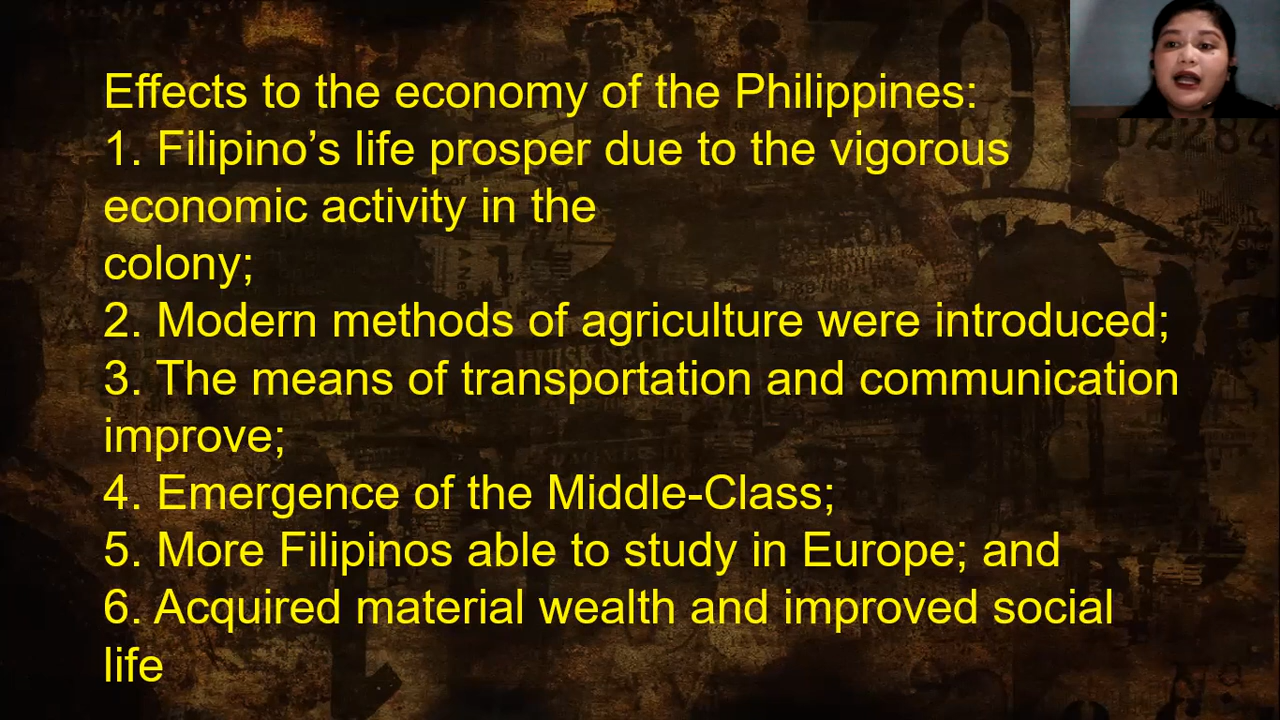 Effects to the economy of the Philippines:
1. Filipino’s life prosper due to the vigorous
economic activity in the
colony;
2. Modern methods of agriculture were introduced;
3. The means of transportation and communication
improve;
4. Emergence of the Middle-Class;
5. More Filipinos able to study in Europe; and
6. Acquired material wealth and improved social
life